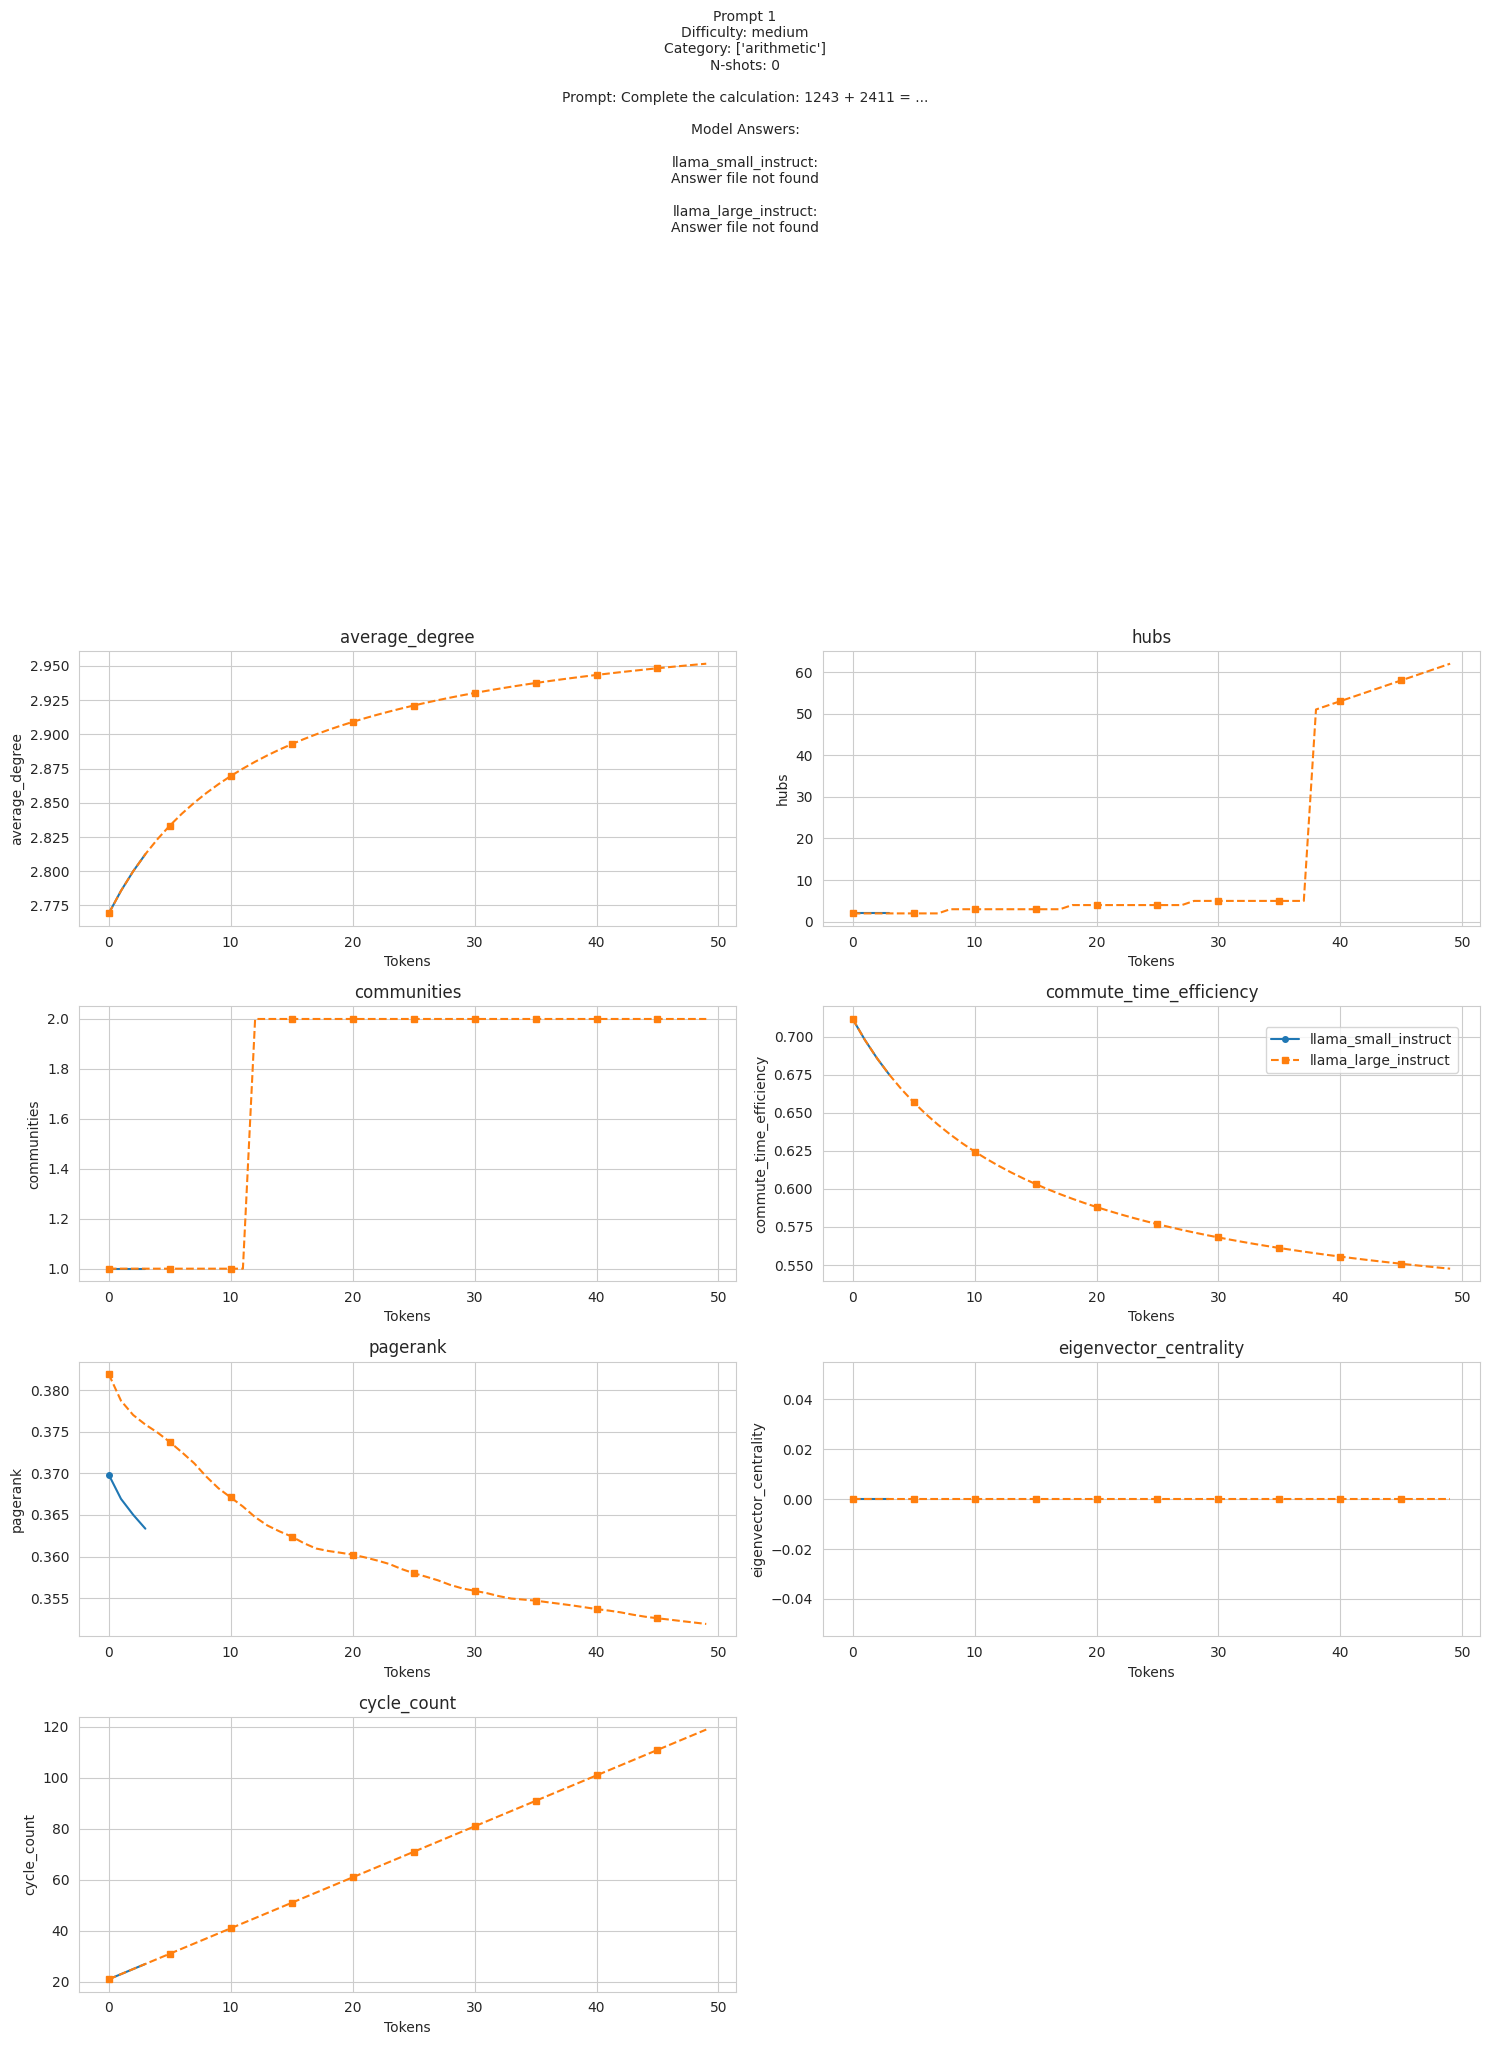 Prompt 1
Difficulty: medium
Category: ['arithmetic']
N-shots: 0
Prompt: Complete the calculation: 1243 + 2411 = ...
Model Answers:
llama_small_instruct:
Answer file not found
llama_large_instruct:
Answer file not found
average_degree
average_degree
2.950
2.925
2.900
2.875
2.850
2.825
2.800
2.775
0 10 20 30 40 50
Tokens
hubs
hubs
60
50
40
30
20
10
0
0 10 20 30 40 50
Tokens
communities
communities
2.0
1.8
1.6
1.4
1.2
1.0
0 10 20 30 40 50
Tokens
commute_time_efficiency
commute_time_efficiency
0.700
0.675
0.650
0.625
0.600
0.575
0.550
llama_small_instruct
llama_large_instruct
0 10 20 30 40 50
Tokens
pagerank
pagerank
0.380
0.375
0.370
0.365
0.360
0.355
0 10 20 30 40 50
Tokens
eigenvector_centrality
eigenvector_centrality
0.04
0.02
0.00
−0.02
−0.04
0 10 20 30 40 50
Tokens
cycle_count
cycle_count
120
100
80
60
40
20
0 10 20 30 40 50
Tokens